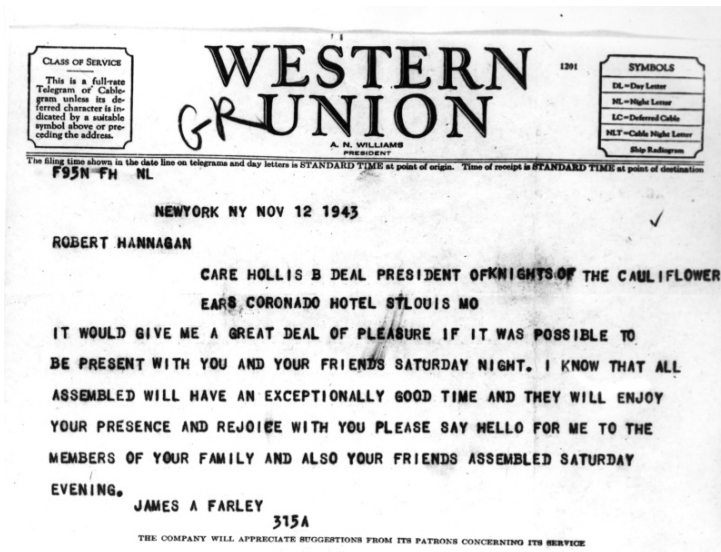 CLASS OF SERVICE
This is a full-rate
Telegram or Cable-
gram unless its de-
ferred character is in-
dicated by a suitable
symbol above or pre-
ceding the address.
WESTERN
UNION
GR
A. N. WILLIAMS
PRESIDENT
1201
SYMBOLS
DL=Day Letter
NL=Night Letter
LC=Deferred Cable
NLT=Cable Night Letter
Ship Radiogram
The filing time shown in the date line on telegrams and day letters is STANDARD TIME at point of origin. Time of receipt is STANDARD TIME at point of destination
F95N FH NL
NEWYORK NY NOV 12 1943
ROBERT HANNAGAN
CARE HOLLIS B DEAL PRESIDENT OFKNIGHTS OF THE CAULIFLOWER
EARS CORONADO HOTEL STLOUIS MO
IT WOULD GIVE ME A GREAT DEAL OF PLEASURE IF IT WAS POSSIBLE TO
BE PRESENT WITH YOU AND YOUR FRIENDS SATURDAY NIGHT. I KNOW THAT ALL
ASSEMBLED WILL HAVE AN EXCEPTIONALLY GOOD TIME AND THEY WILL ENJOY
YOUR PRESENCE AND REJOICE WITH YOU PLEASE SAY HELLO FOR ME TO THE
MEMBERS OF YOUR FAMILY AND ALSO YOUR FRIENDS ASSEMBLED SATURDAY
EVENING.
JAMES A FARLEY
315A
THE COMPANY WILL APPRECIATE SUGGESTIONS FROM ITS PATRONS CONCERNING ITS SERVICE